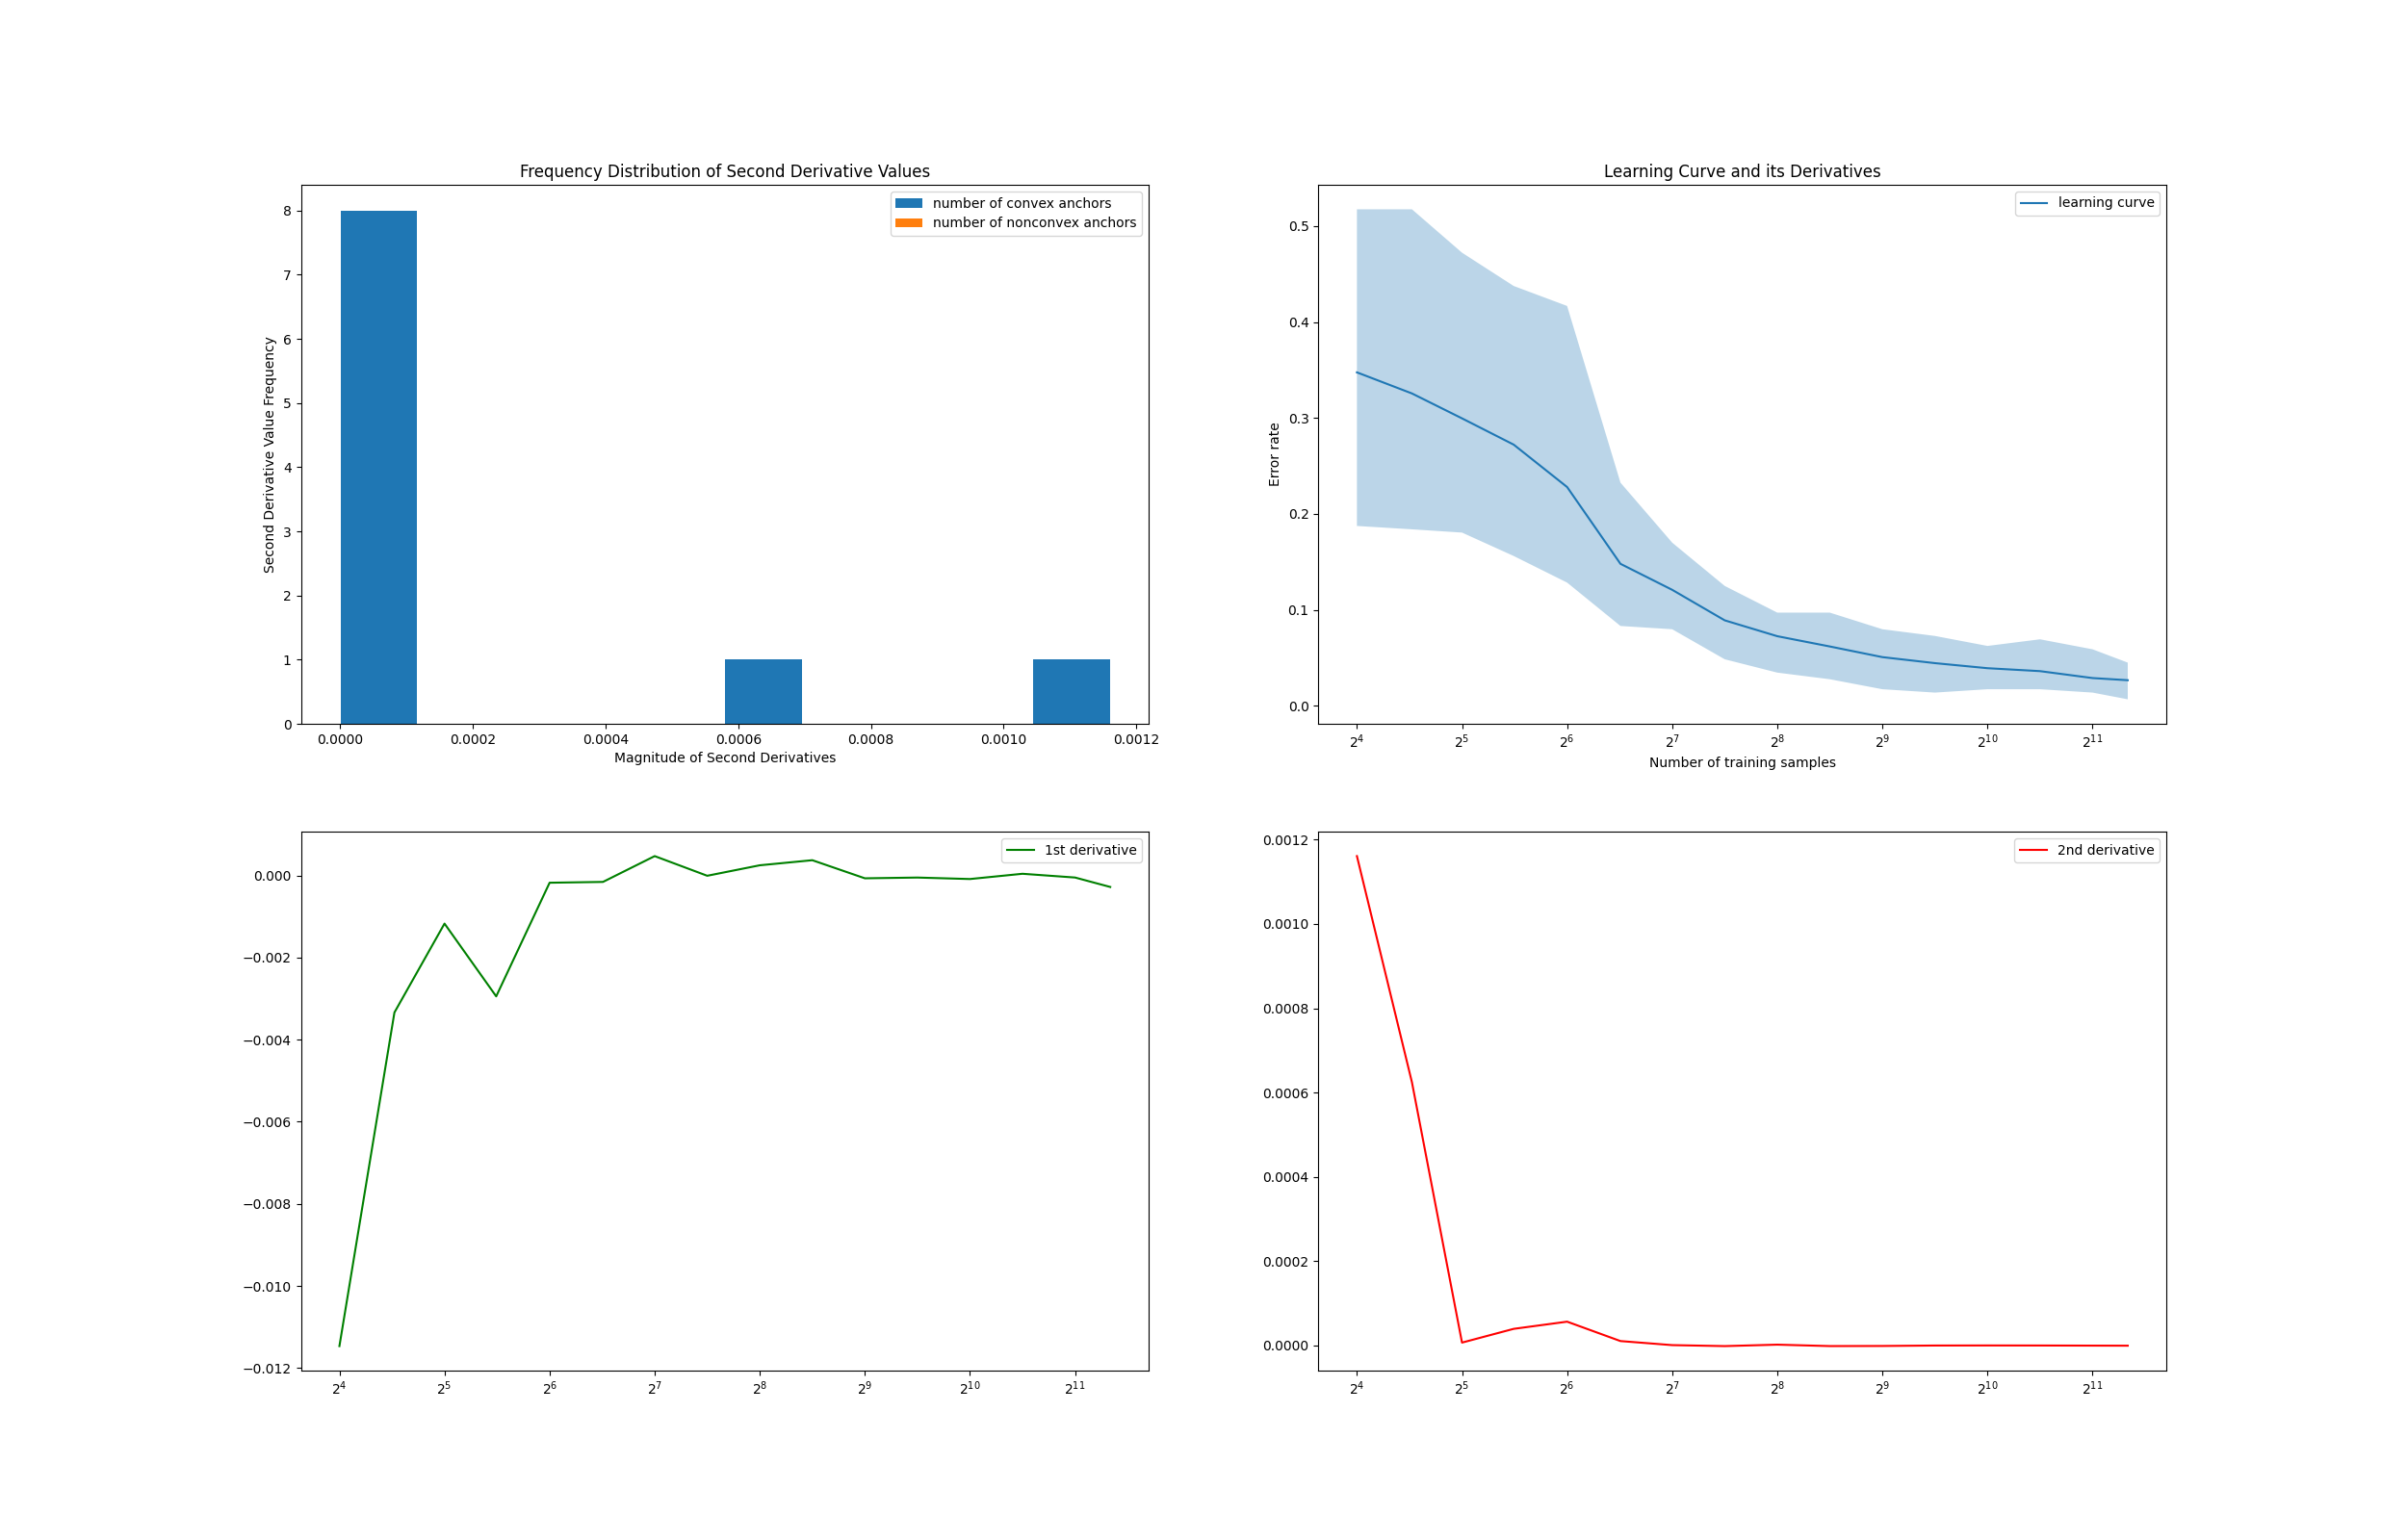 Frequency Distribution of Second Derivative Values
number of convex anchors
number of nonconvex anchors
8
7
6
5
4
3
2
1
0
Second Derivative Value Frequency
0.0000 0.0002 0.0004 0.0006 0.0008 0.0010 0.0012
Magnitude of Second Derivatives
Learning Curve and its Derivatives
learning curve
0.5
0.4
0.3
0.2
0.1
0.0
Error rate
2⁴ 2⁵ 2⁶ 2⁷ 2⁸ 2⁹ 2¹⁰ 2¹¹
Number of training samples
1st derivative
0.000
−0.002
−0.004
−0.006
−0.008
−0.010
−0.012
2⁴ 2⁵ 2⁶ 2⁷ 2⁸ 2⁹ 2¹⁰ 2¹¹
2nd derivative
0.0012
0.0010
0.0008
0.0006
0.0004
0.0002
0.0000
2⁴ 2⁵ 2⁶ 2⁷ 2⁸ 2⁹ 2¹⁰ 2¹¹